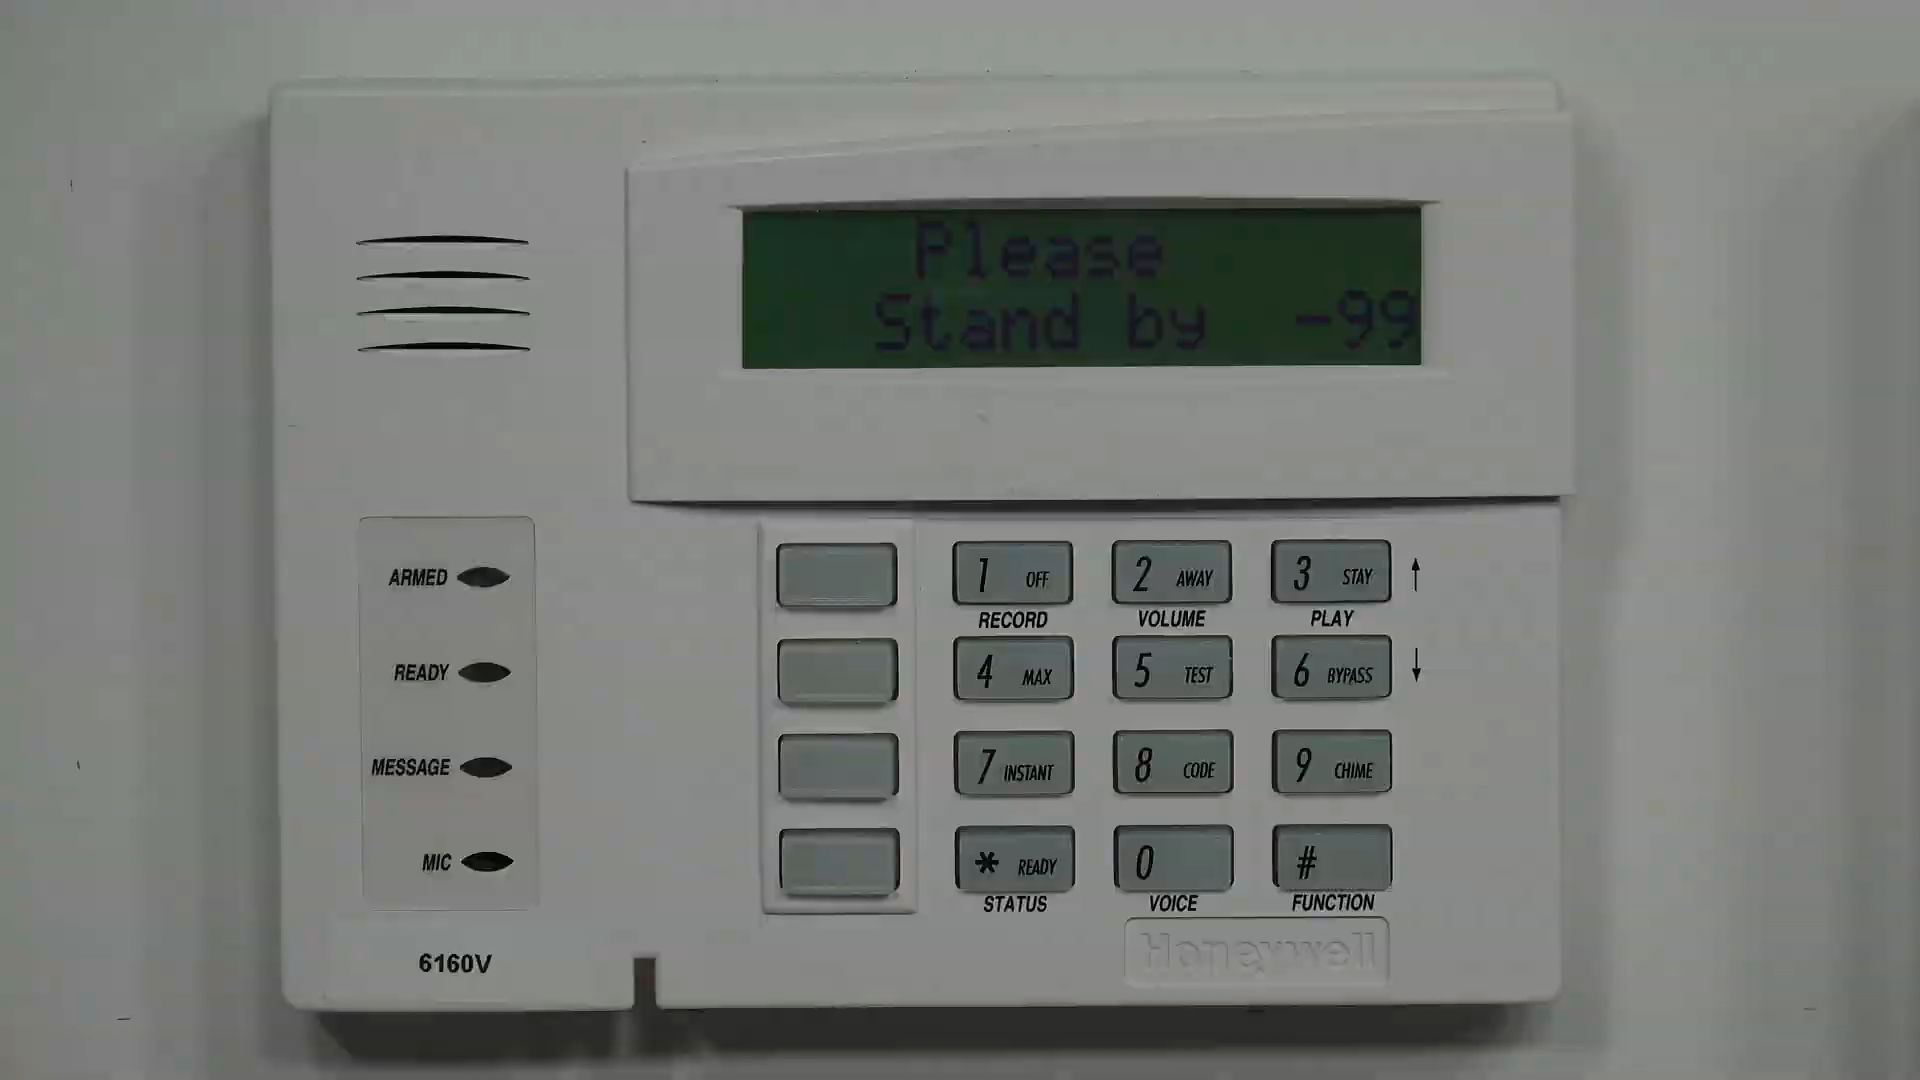 Please
Stand by -99
ARMED
READY
MESSAGE
MIC
1 OFF
2 AWAY
3 STAY ↑
RECORD
VOLUME
PLAY
4 MAX
5 TEST
6 BYPASS ↓
7 INSTANT
8 CODE
9 CHIME
* READY
0
#
STATUS
VOICE
FUNCTION
Honeywell
6160V